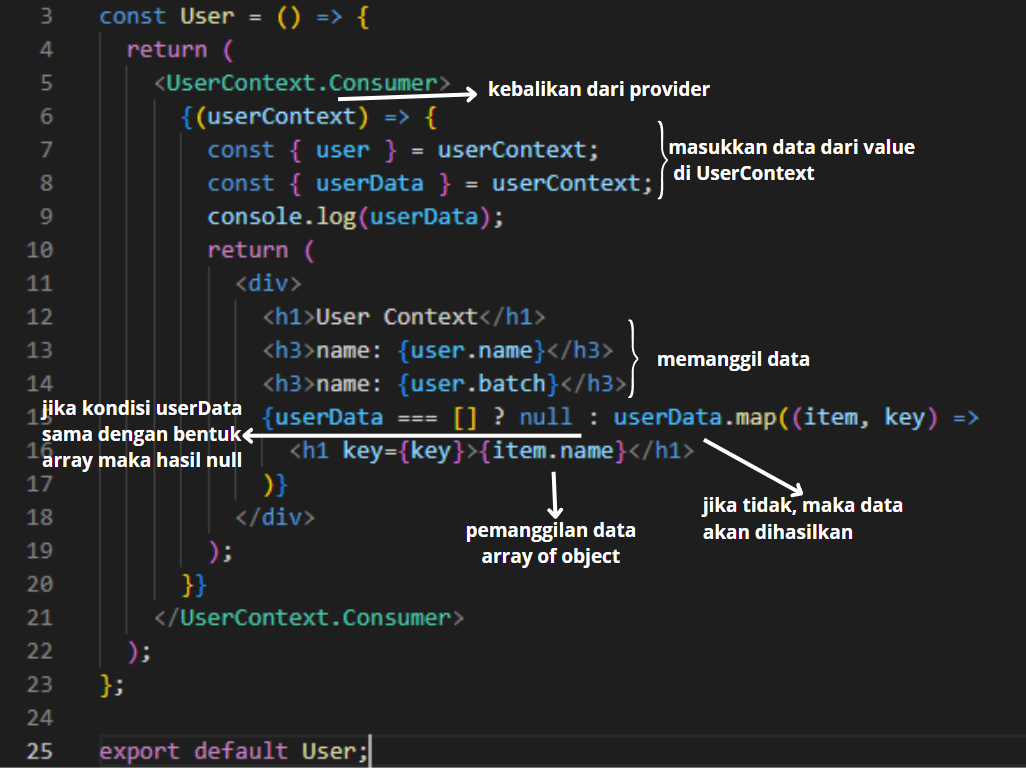 3 const User = () => {
4 return (
5 <UserContext.Consumer>
kebalikan dari provider
6 {(userContext) => {
7 const { user } = userContext;
8 const { userData } = userContext;
masukkan data dari value
di UserContext
9 console.log(userData);
10 return (
11 <div>
12 <h1>User Context</h1>
13 <h3>name: {user.name}</h3>
14 <h3>name: {user.batch}</h3>
memanggil data
15 {userData === [] ? null : userData.map((item, key) =>
jika kondisi userData
sama dengan bentuk
array maka hasil null
16 <h1 key={key}>{item.name}</h1>
17 )}
jika tidak, maka data
akan dihasilkan
pemanggilan data
array of object
18 </div>
19 );
20 }}
21 </UserContext.Consumer>
22 );
23 };
24
25 export default User;